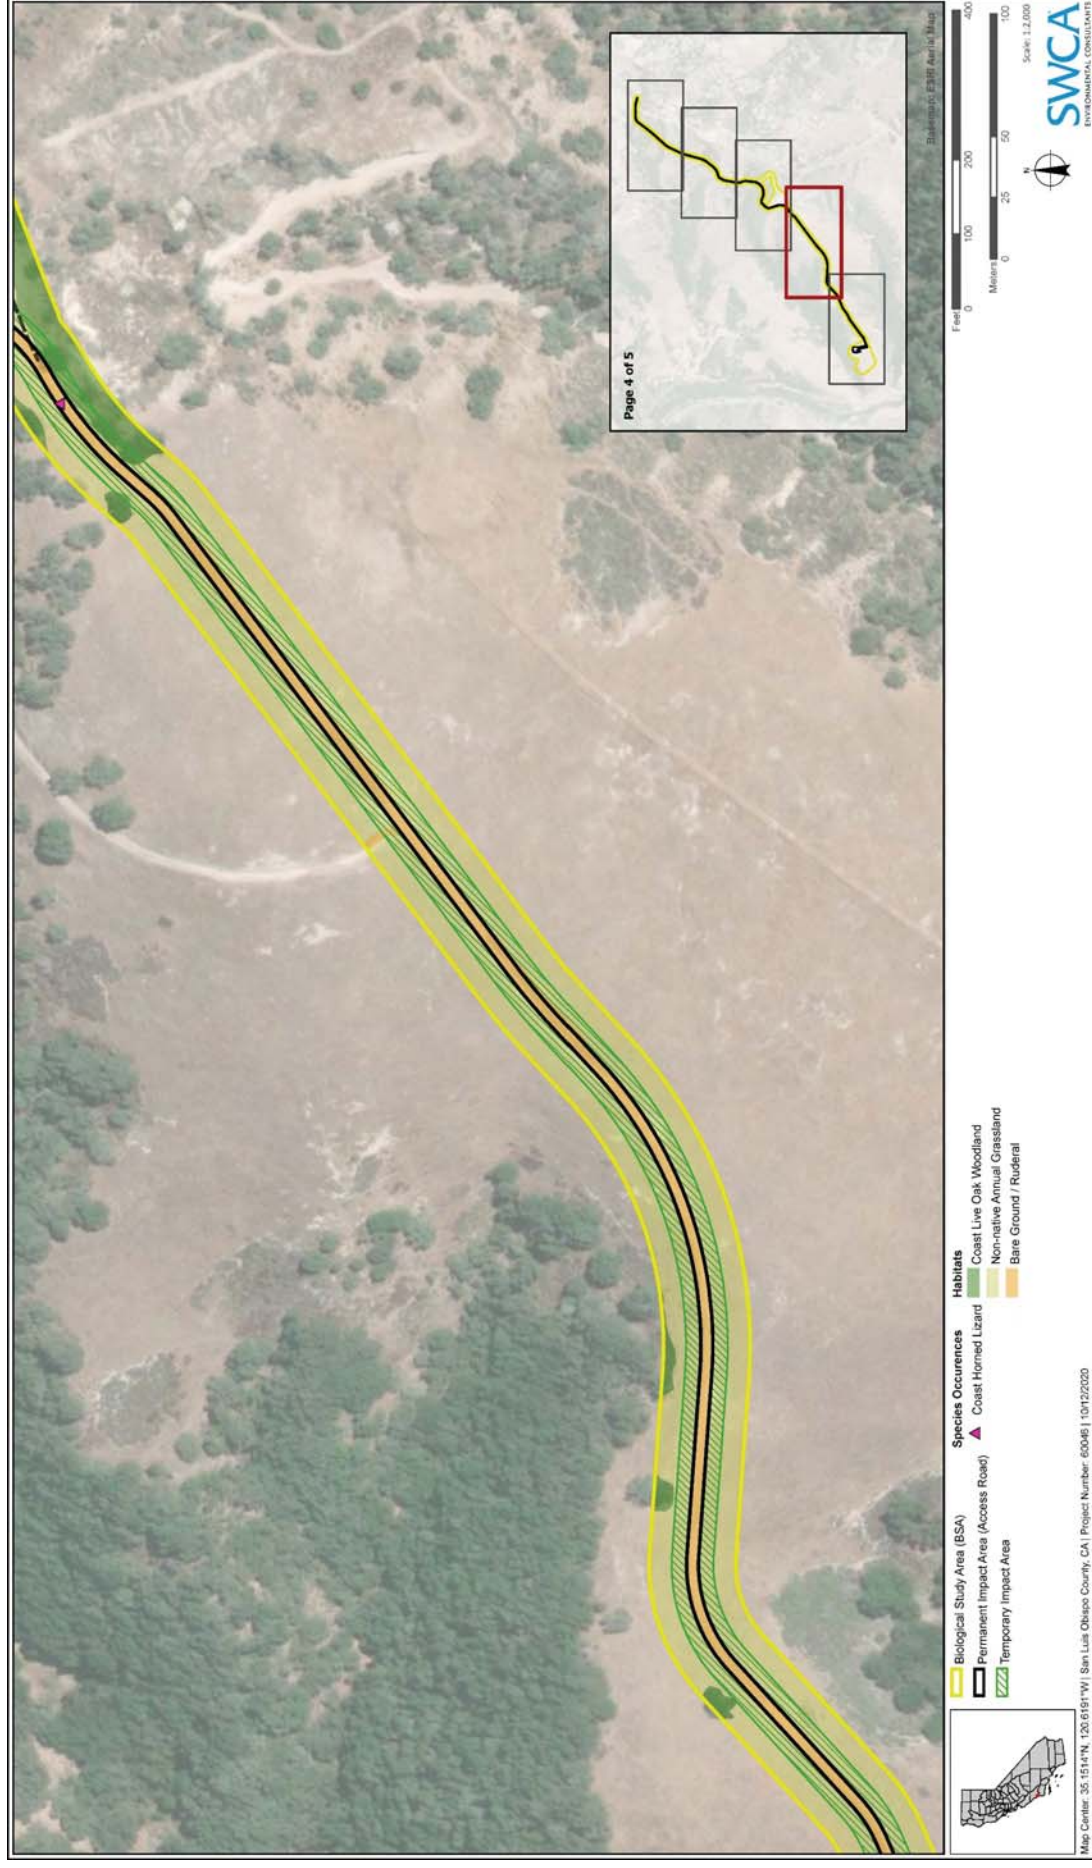 Page 4 of 5
Basemap: ESRI Aerial Map
Biological Study Area (BSA)
Permanent Impact Area (Access Road)
Temporary Impact Area
Species Occurences
Coast Horned Lizard
Habitats
Coast Live Oak Woodland
Non-native Annual Grassland
Bare Ground / Ruderal
Feet
0 100 200 400
Meters
0 25 50 100
Scale: 1:2,000
N
SWCA
ENVIRONMENTAL CONSULTANTS
Map Center: 35.1514°N, 120.6191°W | San Luis Obispo County, CA | Project Number: 60046 | 10/12/2020